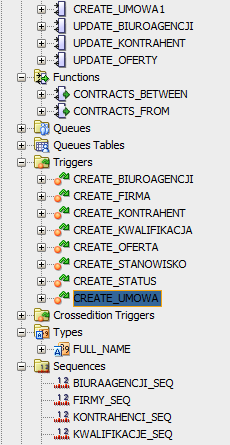 CREATE_UMOWA1
UPDATE_BIUROAGENCJI
UPDATE_KONTRAHENT
UPDATE_OFERTY
Functions
CONTRACTS_BETWEEN
CONTRACTS_FROM
Queues
Queues Tables
Triggers
CREATE_BIUROAGENCJI
CREATE_FIRMA
CREATE_KONTRAHENT
CREATE_KWALIFIKACJA
CREATE_OFERTA
CREATE_STANOWISKO
CREATE_STATUS
CREATE_UMOWA
Crossedition Triggers
Types
FULL_NAME
Sequences
BIURAAGENCJI_SEQ
FIRMY_SEQ
KONTRAHENCI_SEQ
KWALIFIKACJE_SEQ